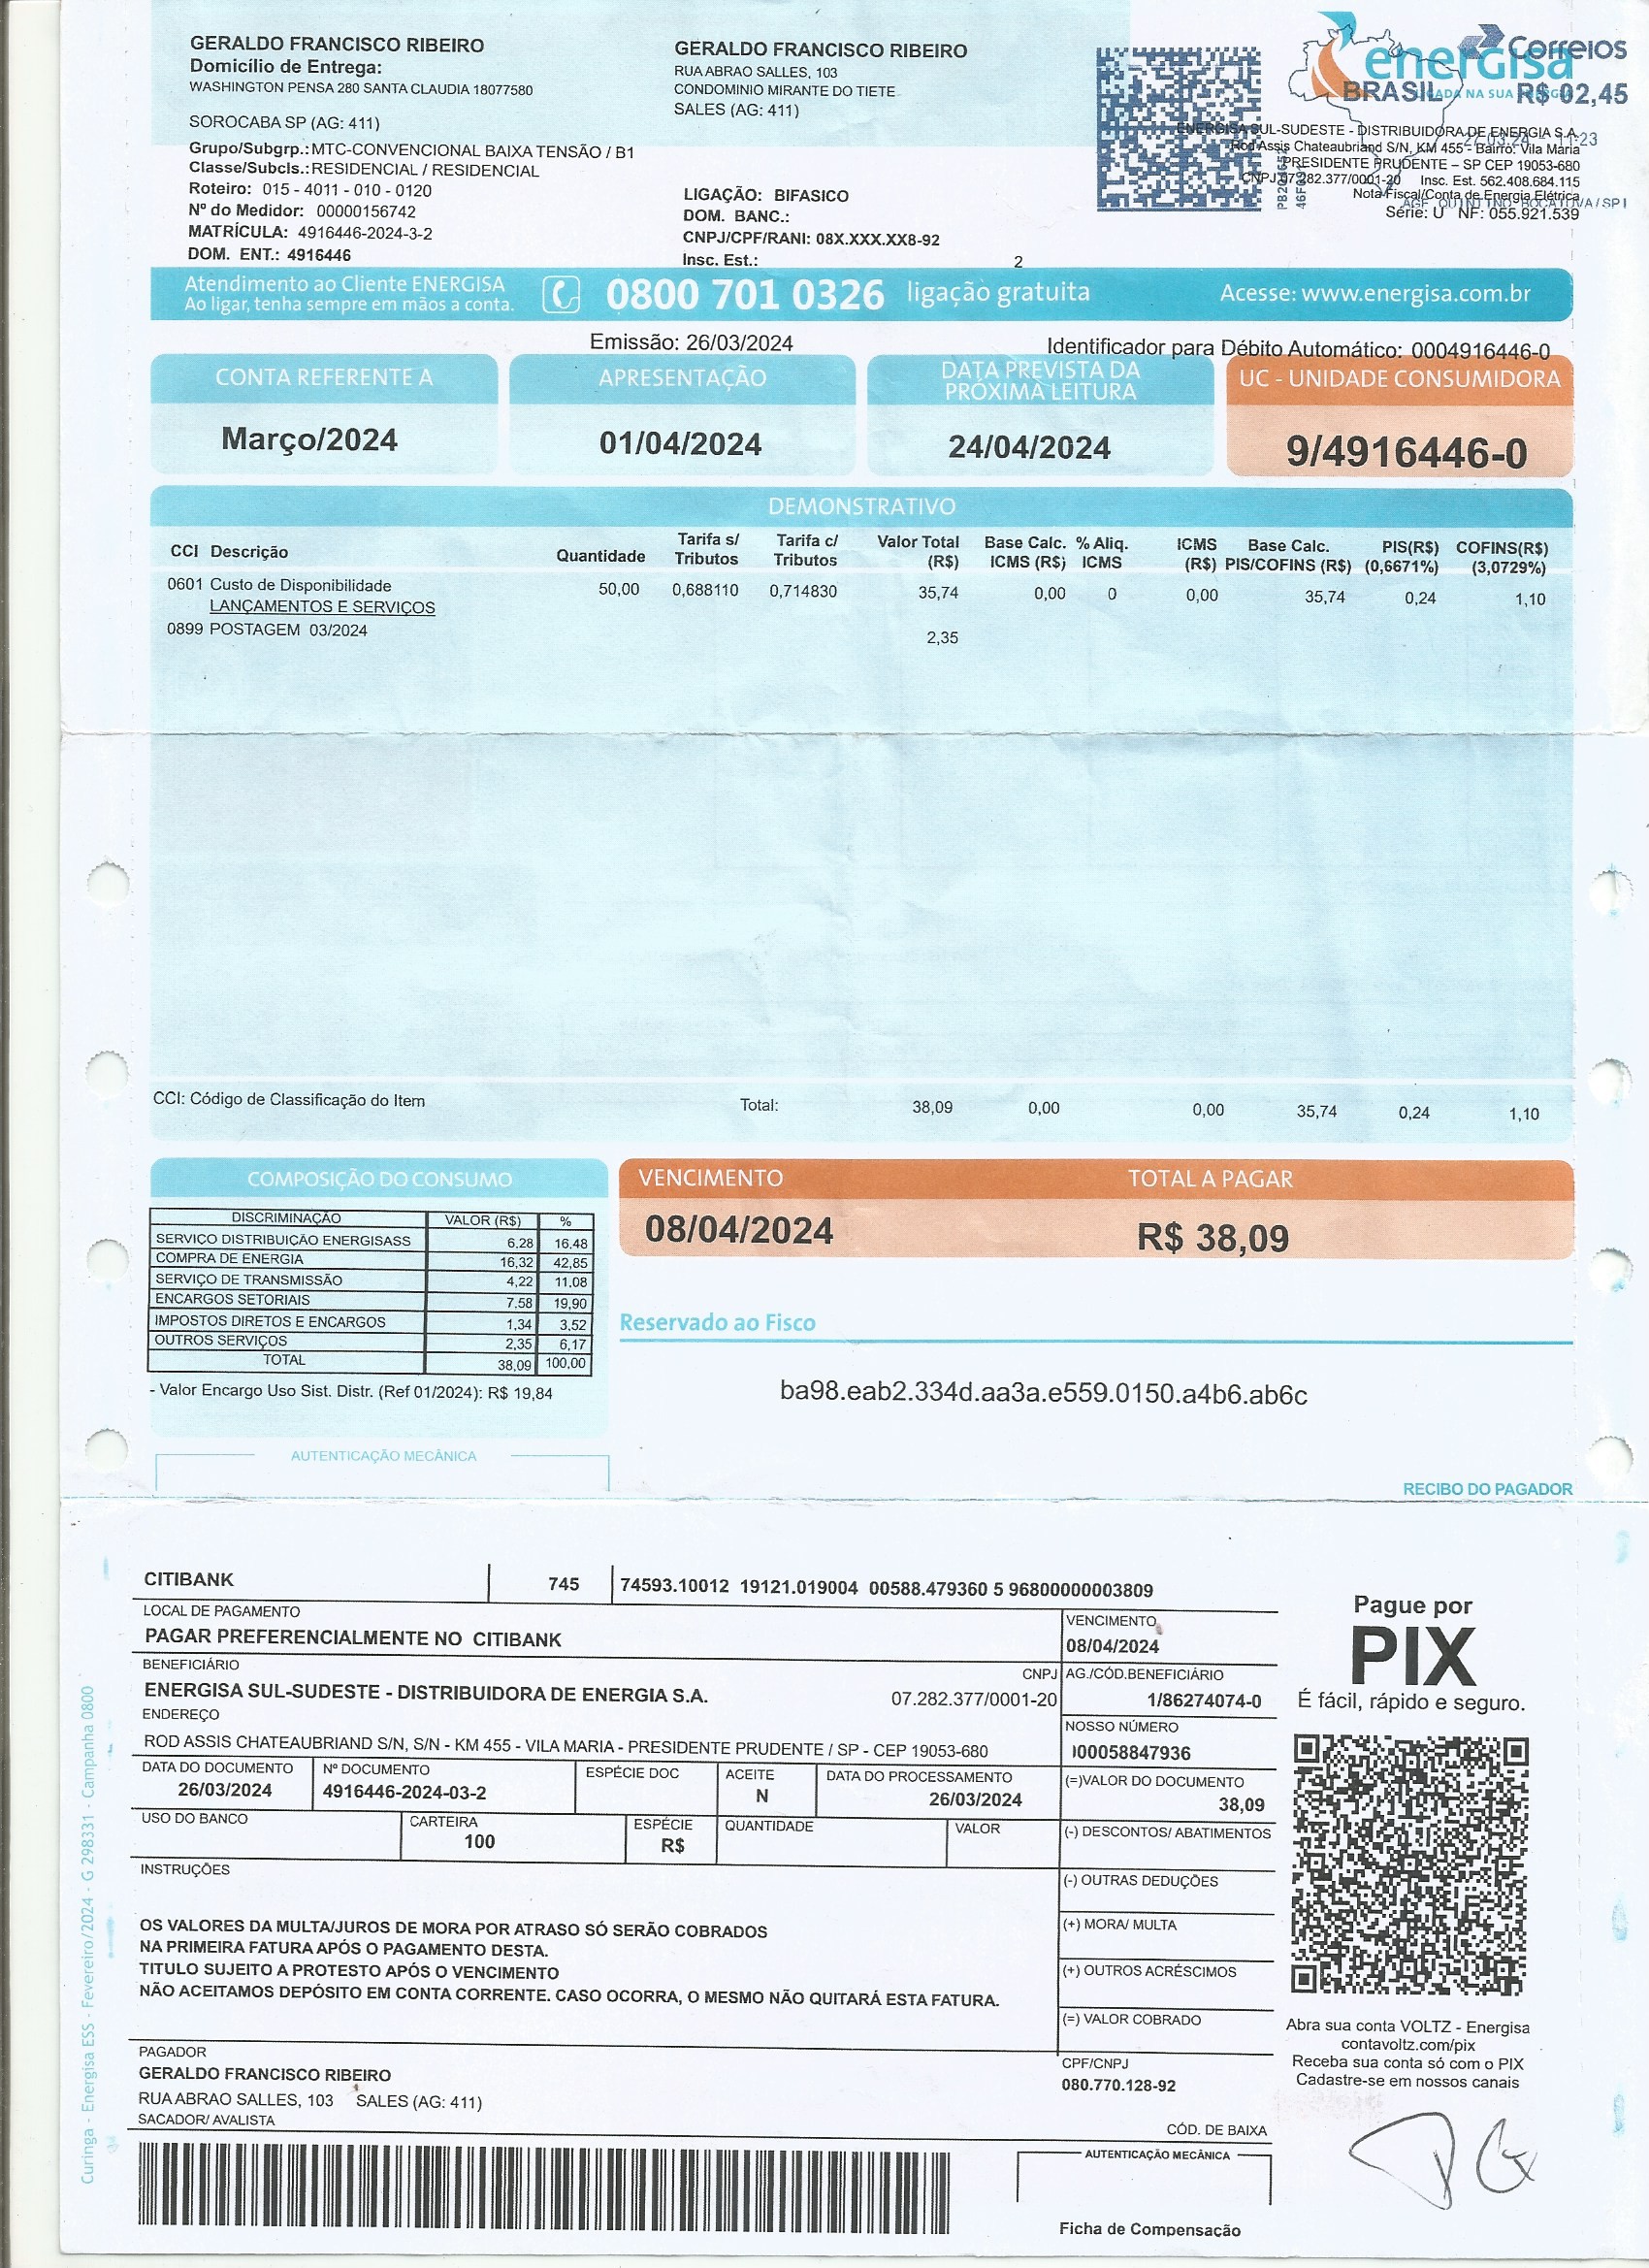 GERALDO FRANCISCO RIBEIRO
Domicílio de Entrega:
WASHINGTON PENSA 280 SANTA CLAUDIA 18077580
SOROCABA SP (AG: 411)
Grupo/Subgrp.: MTC-CONVENCIONAL BAIXA TENSÃO / B1
Classe/Subcls.: RESIDENCIAL / RESIDENCIAL
Roteiro: 015 - 4011 - 010 - 0120
Nº do Medidor: 00000156742
MATRÍCULA: 4916446-2024-3-2
DOM. ENT.: 4916446
GERALDO FRANCISCO RIBEIRO
RUA ABRAO SALLES, 103
CONDOMINIO MIRANTE DO TIETE
SALES (AG: 411)
LIGAÇÃO: BIFASICO
DOM. BANC.:
CNPJ/CPF/RANI: 08X.XXX.XX8-92
Insc. Est.:
2
energisa
Correios
BRASIL
R$ 02,45
ENERGISA SUL-SUDESTE - DISTRIBUIDORA DE ENERGIA S.A.
Rod Assis Chateaubriand S/N, KM 455 - Bairro: Vila Maria
PRESIDENTE PRUDENTE – SP CEP 19053-680
CNPJ 07.282.377/0001-20 Insc. Est. 562.408.684.115
Nota Fiscal/Conta de Energia Elétrica
Série: U NF: 055.921.539
Atendimento ao Cliente ENERGISA
Ao ligar, tenha sempre em mãos a conta.
0800 701 0326 ligação gratuita
Acesse: www.energisa.com.br
Emissão: 26/03/2024
Identificador para Débito Automático: 0004916446-0
CONTA REFERENTE A
Março/2024
APRESENTAÇÃO
01/04/2024
DATA PREVISTA DA
PRÓXIMA LEITURA
24/04/2024
UC - UNIDADE CONSUMIDORA
9/4916446-0
DEMONSTRATIVO
CCI Descrição Quantidade Tarifa s/ Tributos Tarifa c/ Tributos Valor Total (R$) Base Calc. ICMS (R$) % Aliq. ICMS ICMS (R$) Base Calc. PIS/COFINS (R$) PIS(R$) (0,6671%) COFINS(R$) (3,0729%)
0601 Custo de Disponibilidade 50,00 0,688110 0,714830 35,74 0,00 0 0,00 35,74 0,24 1,10
LANÇAMENTOS E SERVIÇOS
0899 POSTAGEM 03/2024 2,35
CCI: Código de Classificação do Item Total: 38,09 0,00 0,00 35,74 0,24 1,10
COMPOSIÇÃO DO CONSUMO
DISCRIMINAÇÃO VALOR (R$) %
SERVIÇO DISTRIBUIÇÃO ENERGISASS 6,28 16,48
COMPRA DE ENERGIA 16,32 42,85
SERVIÇO DE TRANSMISSÃO 4,22 11,08
ENCARGOS SETORIAIS 7,58 19,90
IMPOSTOS DIRETOS E ENCARGOS 1,34 3,52
OUTROS SERVIÇOS 2,35 6,17
TOTAL 38,09 100,00
- Valor Encargo Uso Sist. Distr. (Ref 01/2024): R$ 19,84
VENCIMENTO
08/04/2024
TOTAL A PAGAR
R$ 38,09
Reservado ao Fisco
ba98.eab2.334d.aa3a.e559.0150.a4b6.ab6c
AUTENTICAÇÃO MECÂNICA
RECIBO DO PAGADOR
CITIBANK 745 74593.10012 19121.019004 00588.479360 5 96800000003809
LOCAL DE PAGAMENTO
PAGAR PREFERENCIALMENTE NO CITIBANK
VENCIMENTO
08/04/2024
BENEFICIÁRIO CNPJ
ENERGISA SUL-SUDESTE - DISTRIBUIDORA DE ENERGIA S.A. 07.282.377/0001-20
AG./CÓD.BENEFICIÁRIO
1/86274074-0
ENDEREÇO
ROD ASSIS CHATEAUBRIAND S/N, S/N - KM 455 - VILA MARIA - PRESIDENTE PRUDENTE / SP - CEP 19053-680
NOSSO NÚMERO
00058847936
DATA DO DOCUMENTO
26/03/2024
Nº DOCUMENTO
4916446-2024-03-2
ESPÉCIE DOC
ACEITE
N
DATA DO PROCESSAMENTO
26/03/2024
(=)VALOR DO DOCUMENTO
38,09
USO DO BANCO
CARTEIRA
100
ESPÉCIE
R$
QUANTIDADE
VALOR
(-) DESCONTOS/ ABATIMENTOS
INSTRUÇÕES
(-) OUTRAS DEDUÇÕES
(+) MORA/ MULTA
(+) OUTROS ACRÉSCIMOS
(=) VALOR COBRADO
OS VALORES DA MULTA/JUROS DE MORA POR ATRASO SÓ SERÃO COBRADOS
NA PRIMEIRA FATURA APÓS O PAGAMENTO DESTA.
TITULO SUJEITO A PROTESTO APÓS O VENCIMENTO
NÃO ACEITAMOS DEPÓSITO EM CONTA CORRENTE. CASO OCORRA, O MESMO NÃO QUITARÁ ESTA FATURA.
PAGADOR
GERALDO FRANCISCO RIBEIRO
RUA ABRAO SALLES, 103 SALES (AG: 411)
SACADOR/ AVALISTA
CPF/CNPJ
080.770.128-92
CÓD. DE BAIXA
AUTENTICAÇÃO MECÂNICA
Ficha de Compensação
Pague por
PIX
É fácil, rápido e seguro.
Abra sua conta VOLTZ - Energisa
contavoltz.com/pix
Receba sua conta só com o PIX
Cadastre-se em nossos canais
Curinga - Energisa ESS - Fevereiro/2024 - G 298331 - Campanha 0800